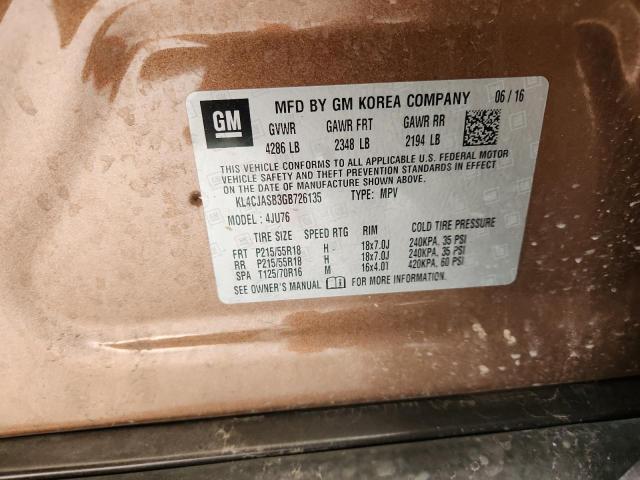 GM
MFD BY GM KOREA COMPANY 06/16
GVWR GAWR FRT GAWR RR
4286 LB 2348 LB 2194 LB
THIS VEHICLE CONFORMS TO ALL APPLICABLE U.S. FEDERAL MOTOR
VEHICLE SAFETY AND THEFT PREVENTION STANDARDS IN EFFECT
ON THE DATE OF MANUFACTURE SHOWN ABOVE.
KL4CJASB3GB726135 TYPE: MPV
MODEL: 4JU76
TIRE SIZE SPEED RTG RIM COLD TIRE PRESSURE
FRT P215/55R18 H 18x7.0J 240KPA, 35 PSI
RR P215/55R18 H 18x7.0J 240KPA, 35 PSI
SPA T125/70R16 M 16x4.0T 420KPA, 60 PSI
SEE OWNER'S MANUAL FOR MORE INFORMATION.